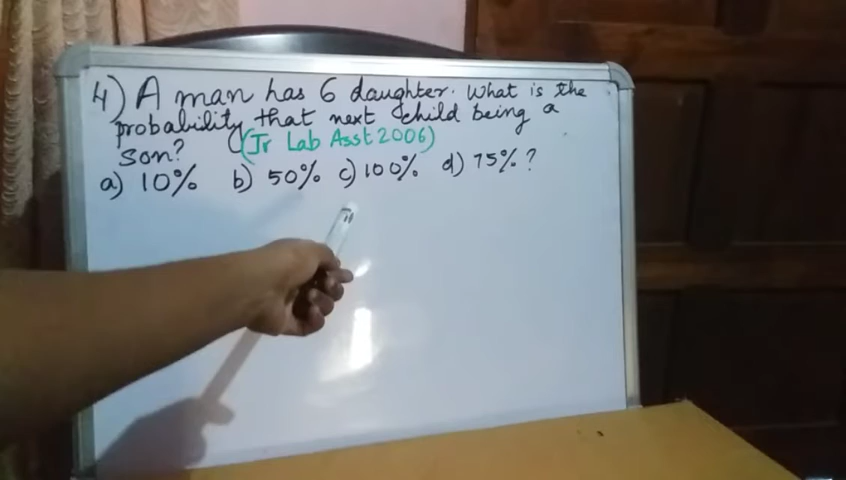 4) A man has 6 daughter. What is the
probability that next child being a
son? (Jr Lab Asst 2006)
a) 10% b) 50% c) 100% d) 75% ?